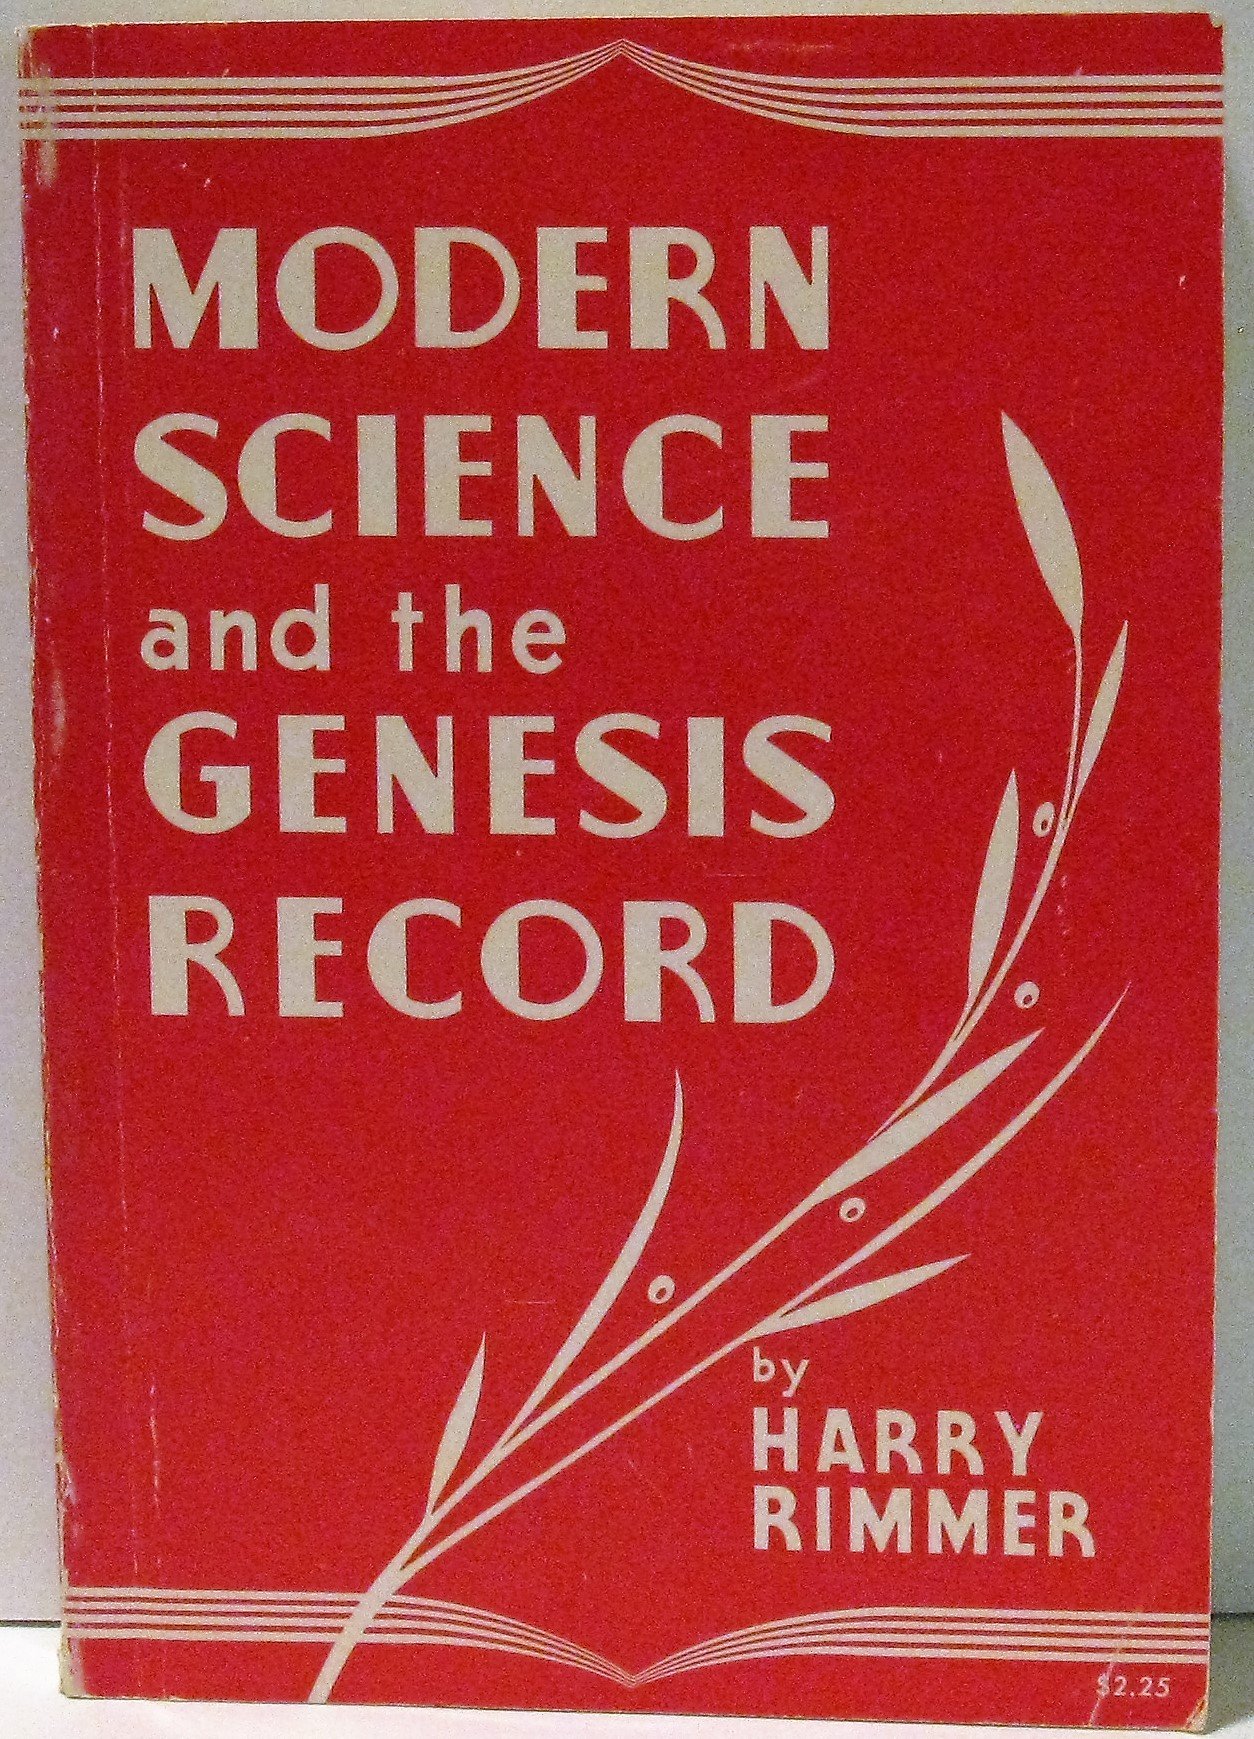 MODERN
SCIENCE
and the
GENESIS
RECORD
by
HARRY
RIMMER
$2.25